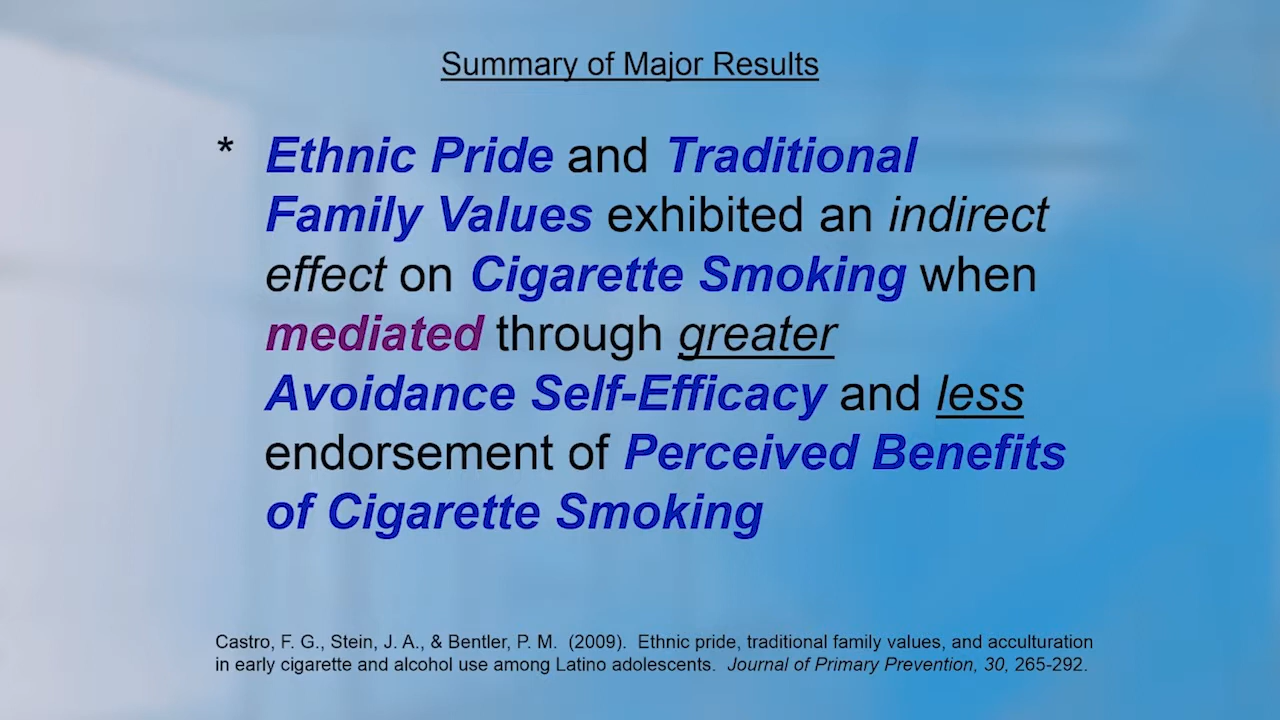 Summary of Major Results
* Ethnic Pride and Traditional
Family Values exhibited an indirect
effect on Cigarette Smoking when
mediated through greater
Avoidance Self-Efficacy and less
endorsement of Perceived Benefits
of Cigarette Smoking
Castro, F. G., Stein, J. A., & Bentler, P. M. (2009). Ethnic pride, traditional family values, and acculturation
in early cigarette and alcohol use among Latino adolescents. Journal of Primary Prevention, 30, 265-292.